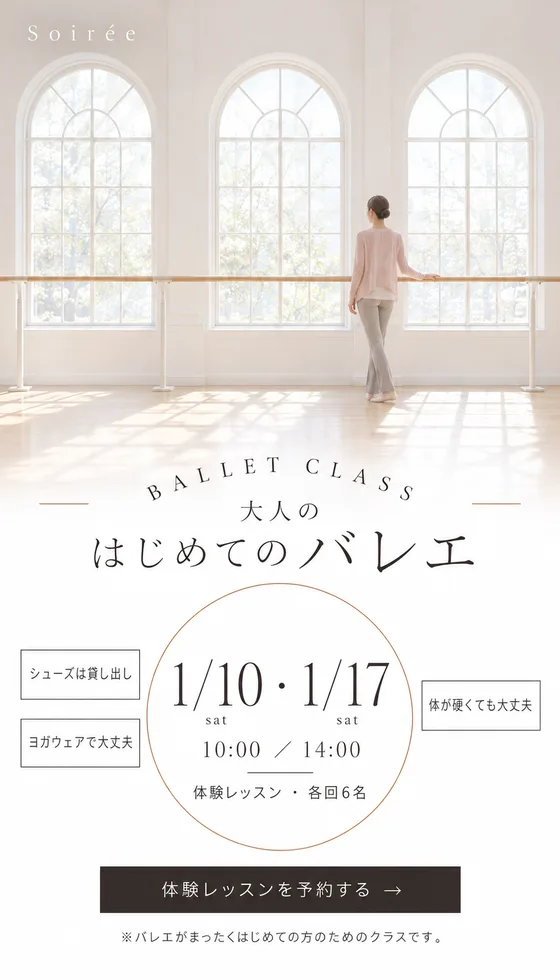 Soirée
BALLET CLASS
大人の
はじめてのバレエ
シューズは貸し出し
ヨガウェアで大丈夫
1/10・1/17
sat sat
10:00 ／ 14:00
体験レッスン ・ 各回6名
体が硬くても大丈夫
体験レッスンを予約する →
※バレエがまったくはじめての方のためのクラスです。